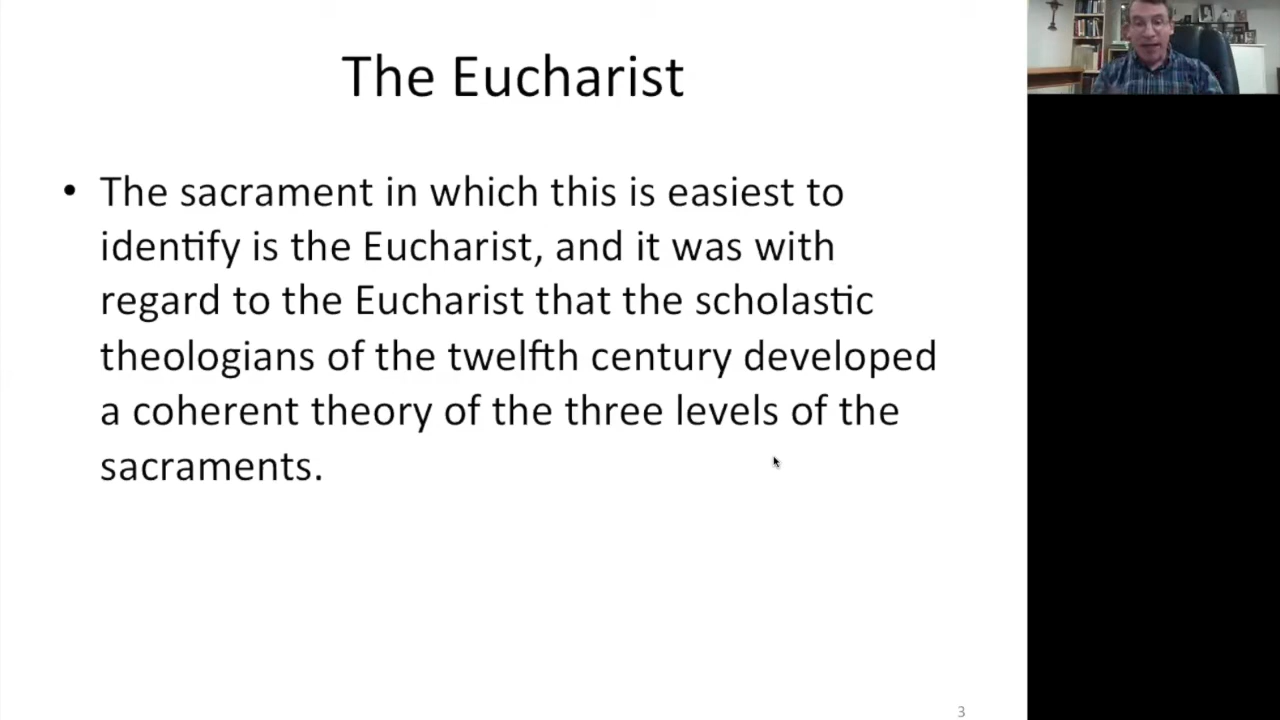 The Eucharist
• The sacrament in which this is easiest to
identify is the Eucharist, and it was with
regard to the Eucharist that the scholastic
theologians of the twelfth century developed
a coherent theory of the three levels of the
sacraments.
3